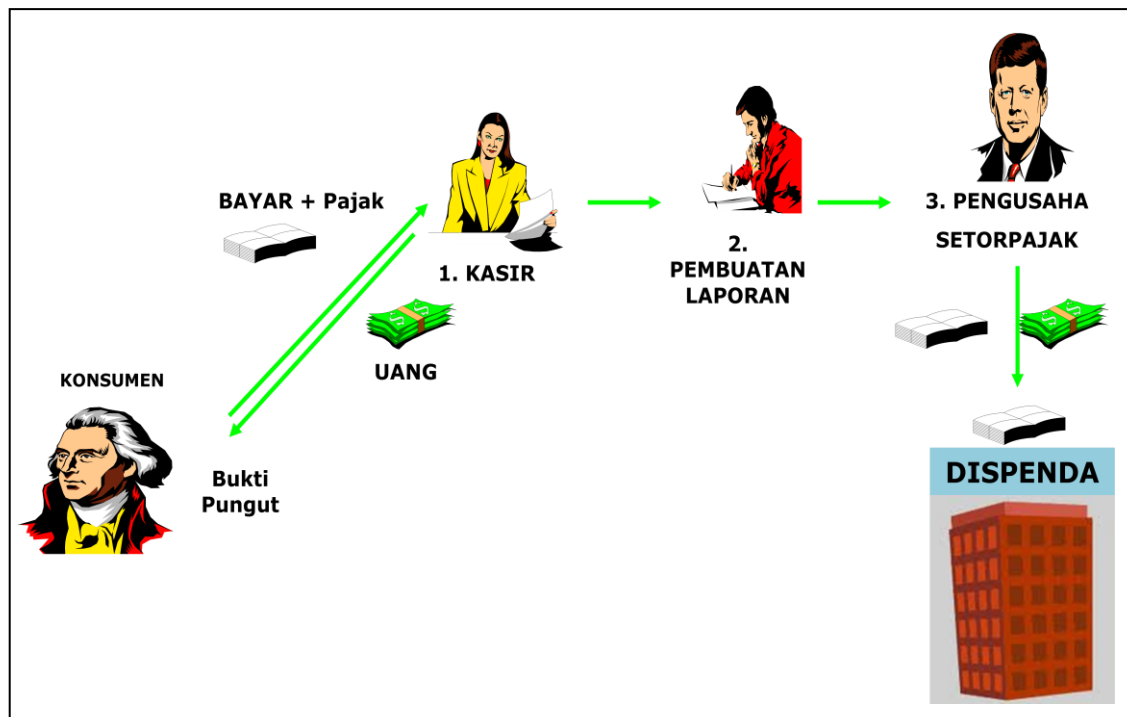 BAYAR + Pajak
1. KASIR
2.
PEMBUATAN
LAPORAN
3. PENGUSAHA
SETORPAJAK
UANG
KONSUMEN
Bukti
Pungut
DISPENDA